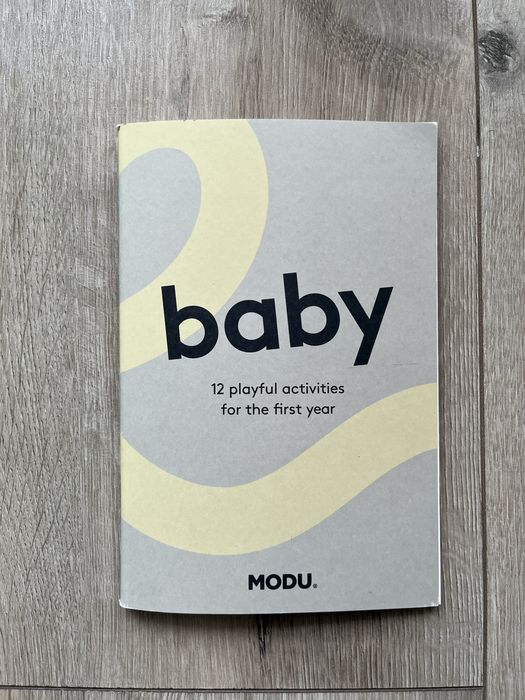 baby
12 playful activities
for the first year
MODU®